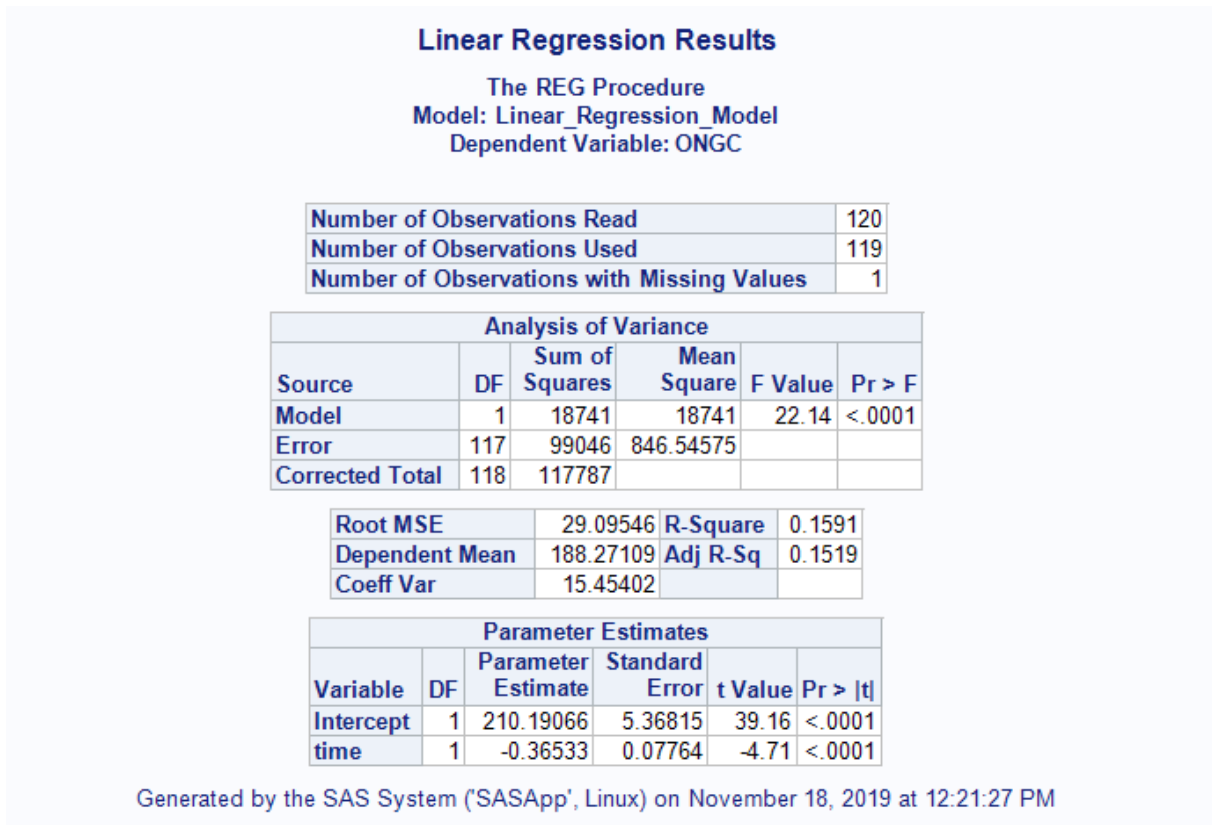 Linear Regression Results
The REG Procedure
Model: Linear_Regression_Model
Dependent Variable: ONGC
Number of Observations Read 120
Number of Observations Used 119
Number of Observations with Missing Values 1
Analysis of Variance
Source DF Sum of Squares Mean Square F Value Pr > F
Model 1 18741 18741 22.14 <.0001
Error 117 99046 846.54575
Corrected Total 118 117787
Root MSE 29.09546 R-Square 0.1591
Dependent Mean 188.27109 Adj R-Sq 0.1519
Coeff Var 15.45402
Parameter Estimates
Variable DF Parameter Estimate Standard Error t Value Pr > |t|
Intercept 1 210.19066 5.36815 39.16 <.0001
time 1 -0.36533 0.07764 -4.71 <.0001
Generated by the SAS System ('SASApp', Linux) on November 18, 2019 at 12:21:27 PM